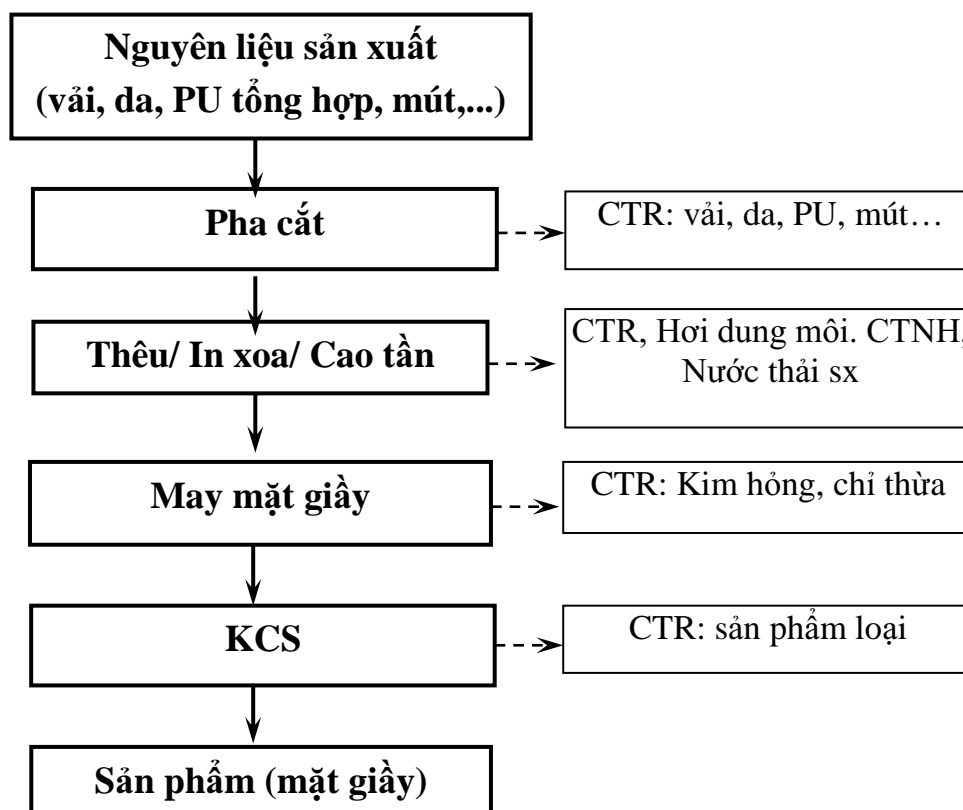 Nguyên liệu sản xuất
(vải, da, PU tổng hợp, mút,...)
Pha cắt
CTR: vải, da, PU, mút…
Thêu/ In xoa/ Cao tần
CTR, Hơi dung môi. CTNH,
Nước thải sx
May mặt giầy
CTR: Kim hỏng, chỉ thừa
KCS
CTR: sản phẩm loại
Sản phẩm (mặt giầy)